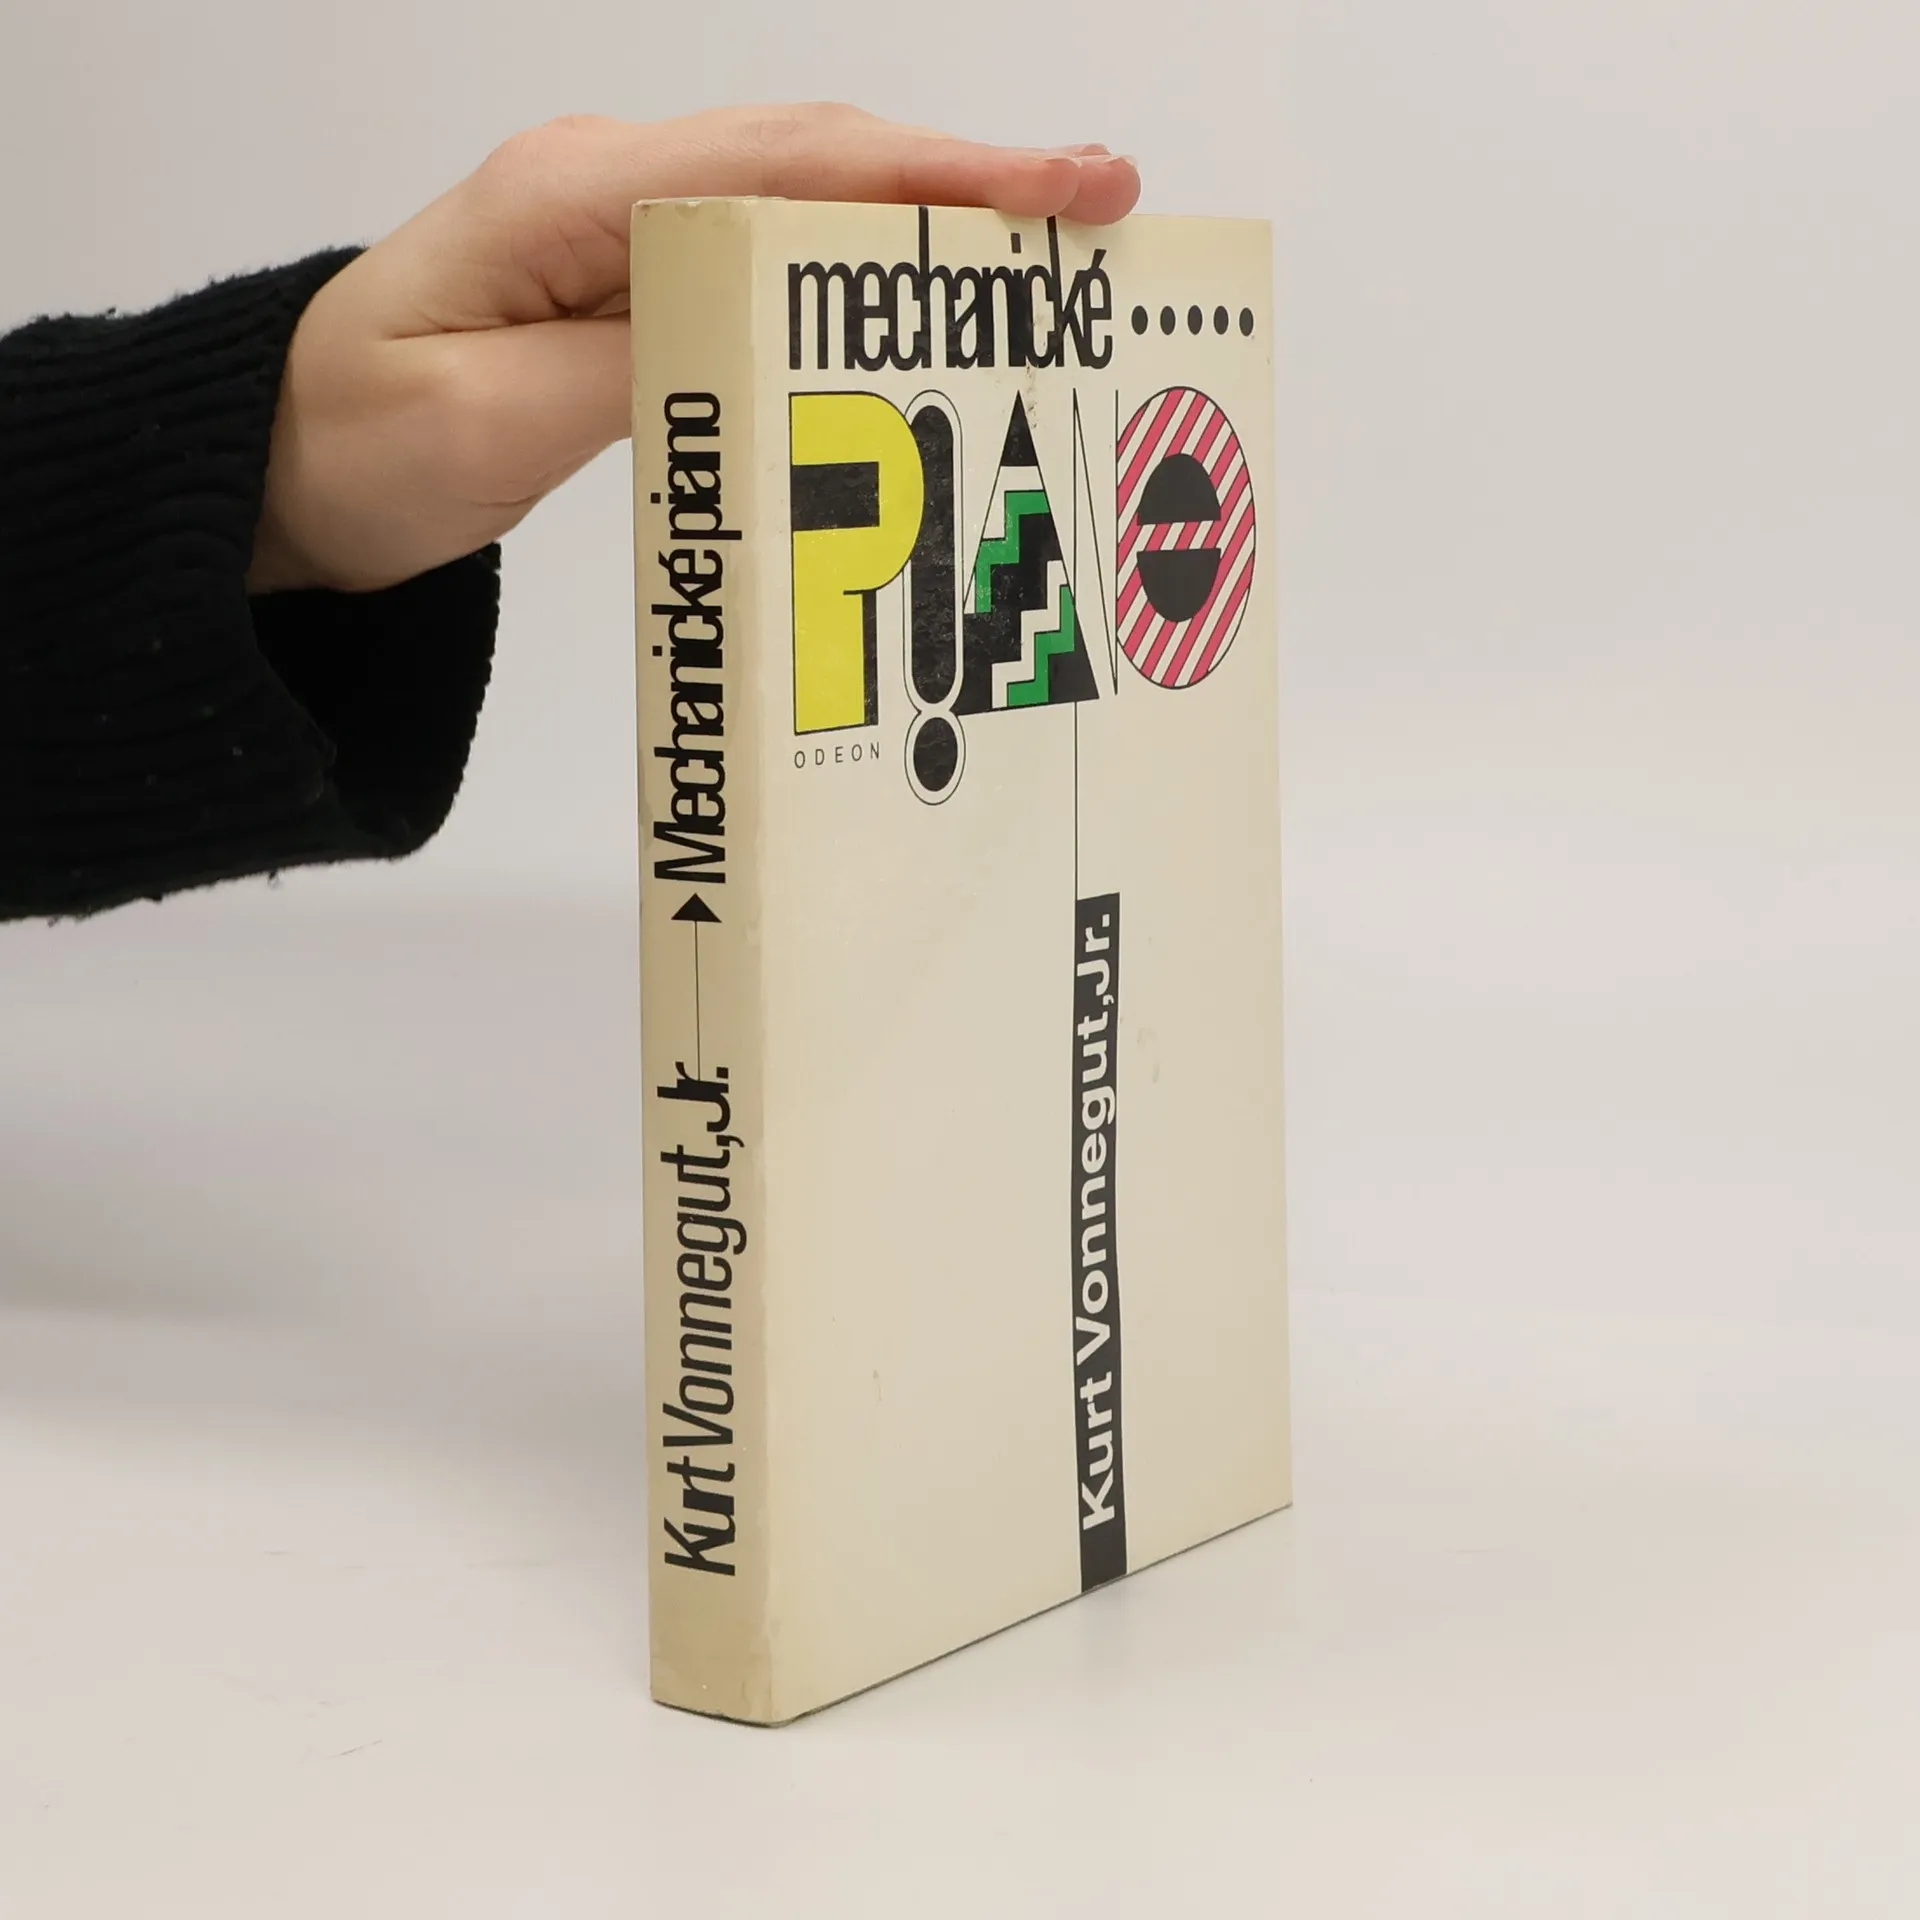 Kurt Vonnegut, Jr.
Mechanické piano
mechanické .....
PIANO
ODEON
Kurt Vonnegut, Jr.